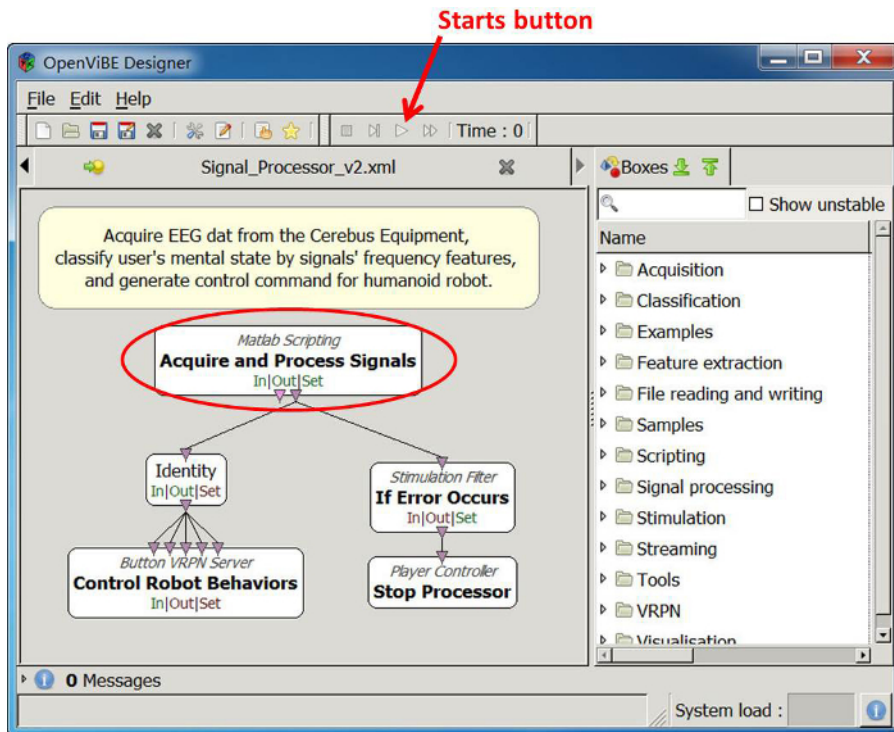 Starts button
OpenViBE Designer
File Edit Help
Time : 0
Signal_Processor_v2.xml
Boxes
Show unstable
Acquire EEG dat from the Cerebus Equipment,
classify user's mental state by signals' frequency features,
and generate control command for humanoid robot.
Matlab Scripting
Acquire and Process Signals
In|Out|Set
Identity
In|Out|Set
Stimulation Filter
If Error Occurs
In|Out|Set
Button VRPN Server
Control Robot Behaviors
In|Out|Set
Player Controller
Stop Processor
Name
Acquisition
Classification
Examples
Feature extraction
File reading and writing
Samples
Scripting
Signal processing
Stimulation
Streaming
Tools
VRPN
Visualisation
0 Messages
System load :